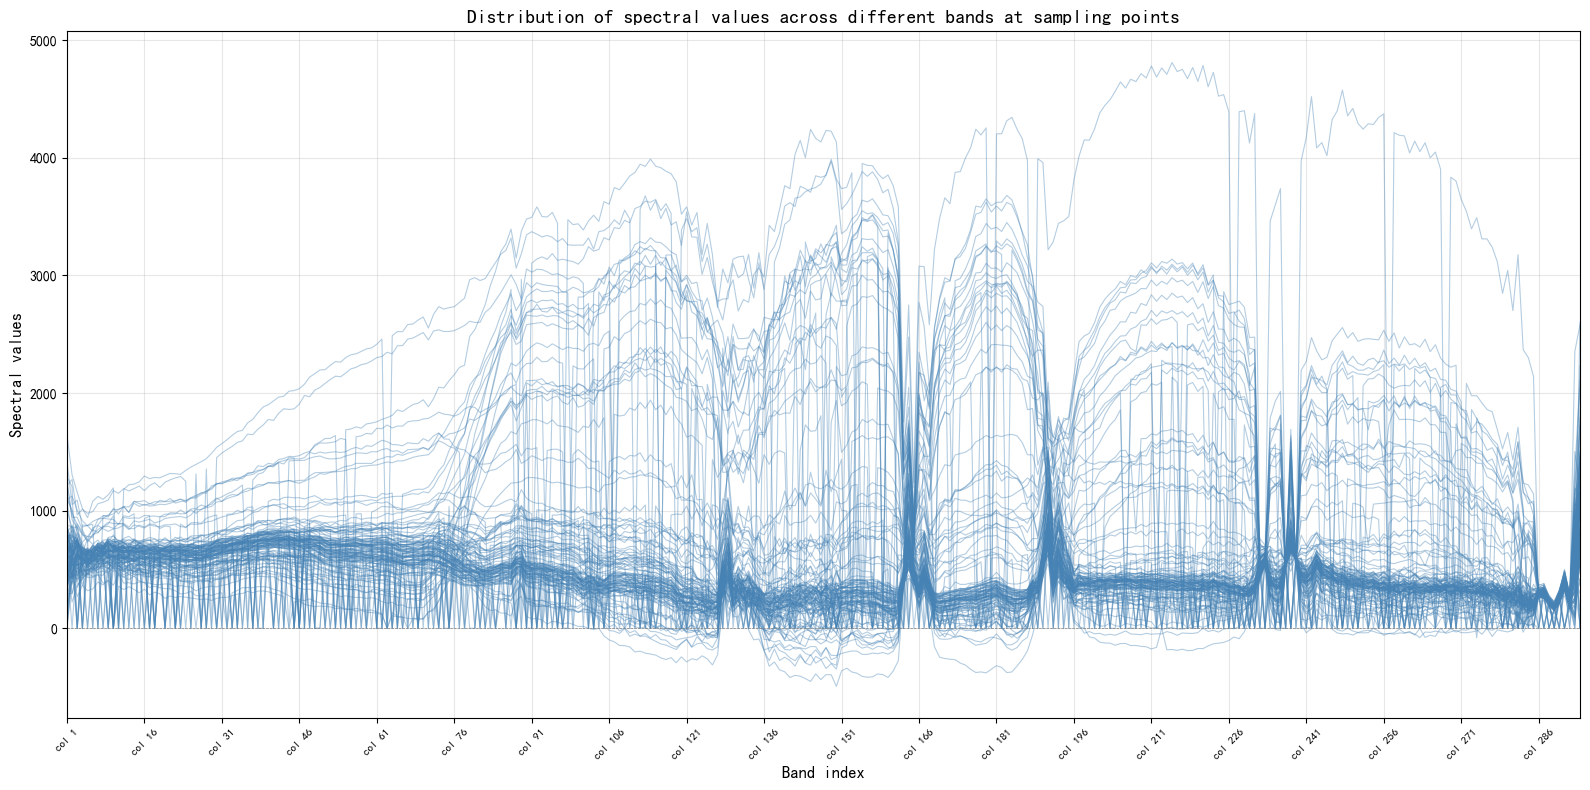 Distribution of spectral values across different bands at sampling points
Spectral values
5000
4000
3000
2000
1000
0
col 1
col 16
col 31
col 46
col 61
col 76
col 91
col 106
col 121
col 136
col 151
col 166
col 181
col 196
col 211
col 226
col 241
col 256
col 271
col 286
Band index